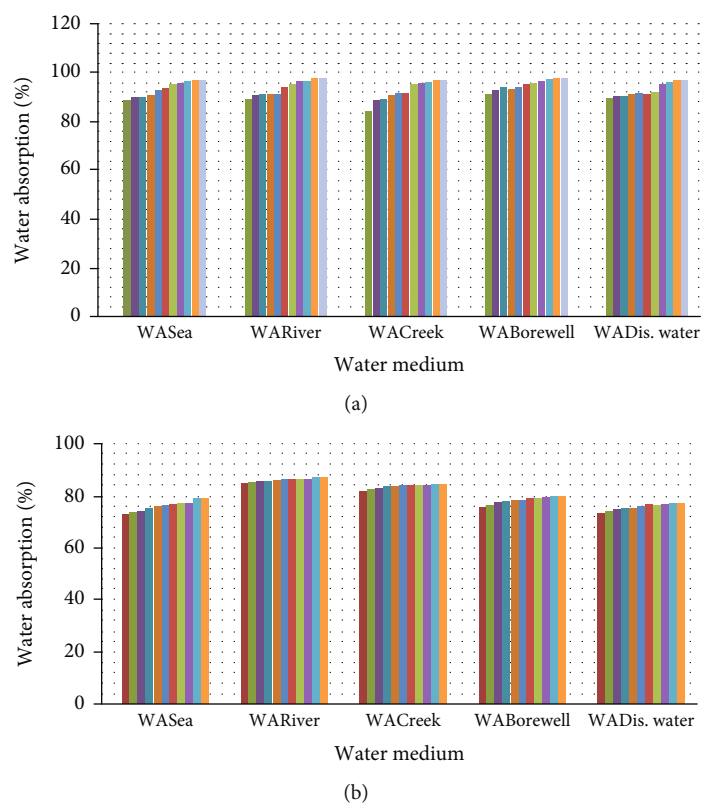 120
100
80
60
40
20
0
Water absorption (%)
WASea WARiver WACreek WABorewell WADis. water
Water medium
(a)
100
80
60
40
20
0
Water absorption (%)
WASea WARiver WACreek WABorewell WADis. water
Water medium
(b)